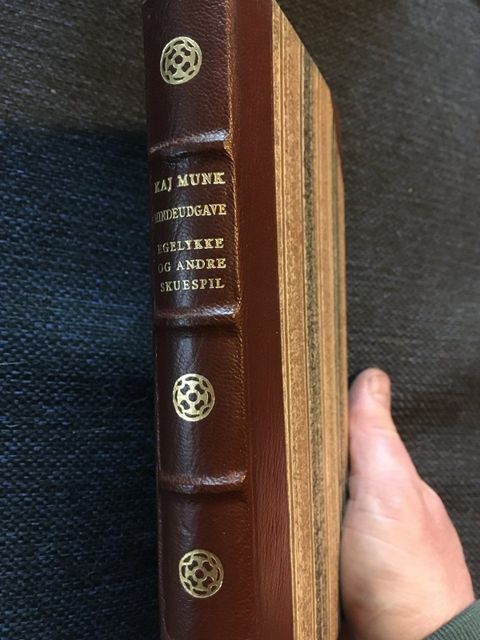 KAJ MUNK
MINDEUDGAVE
EGELYKKE
OG ANDRE
SKUESPIL